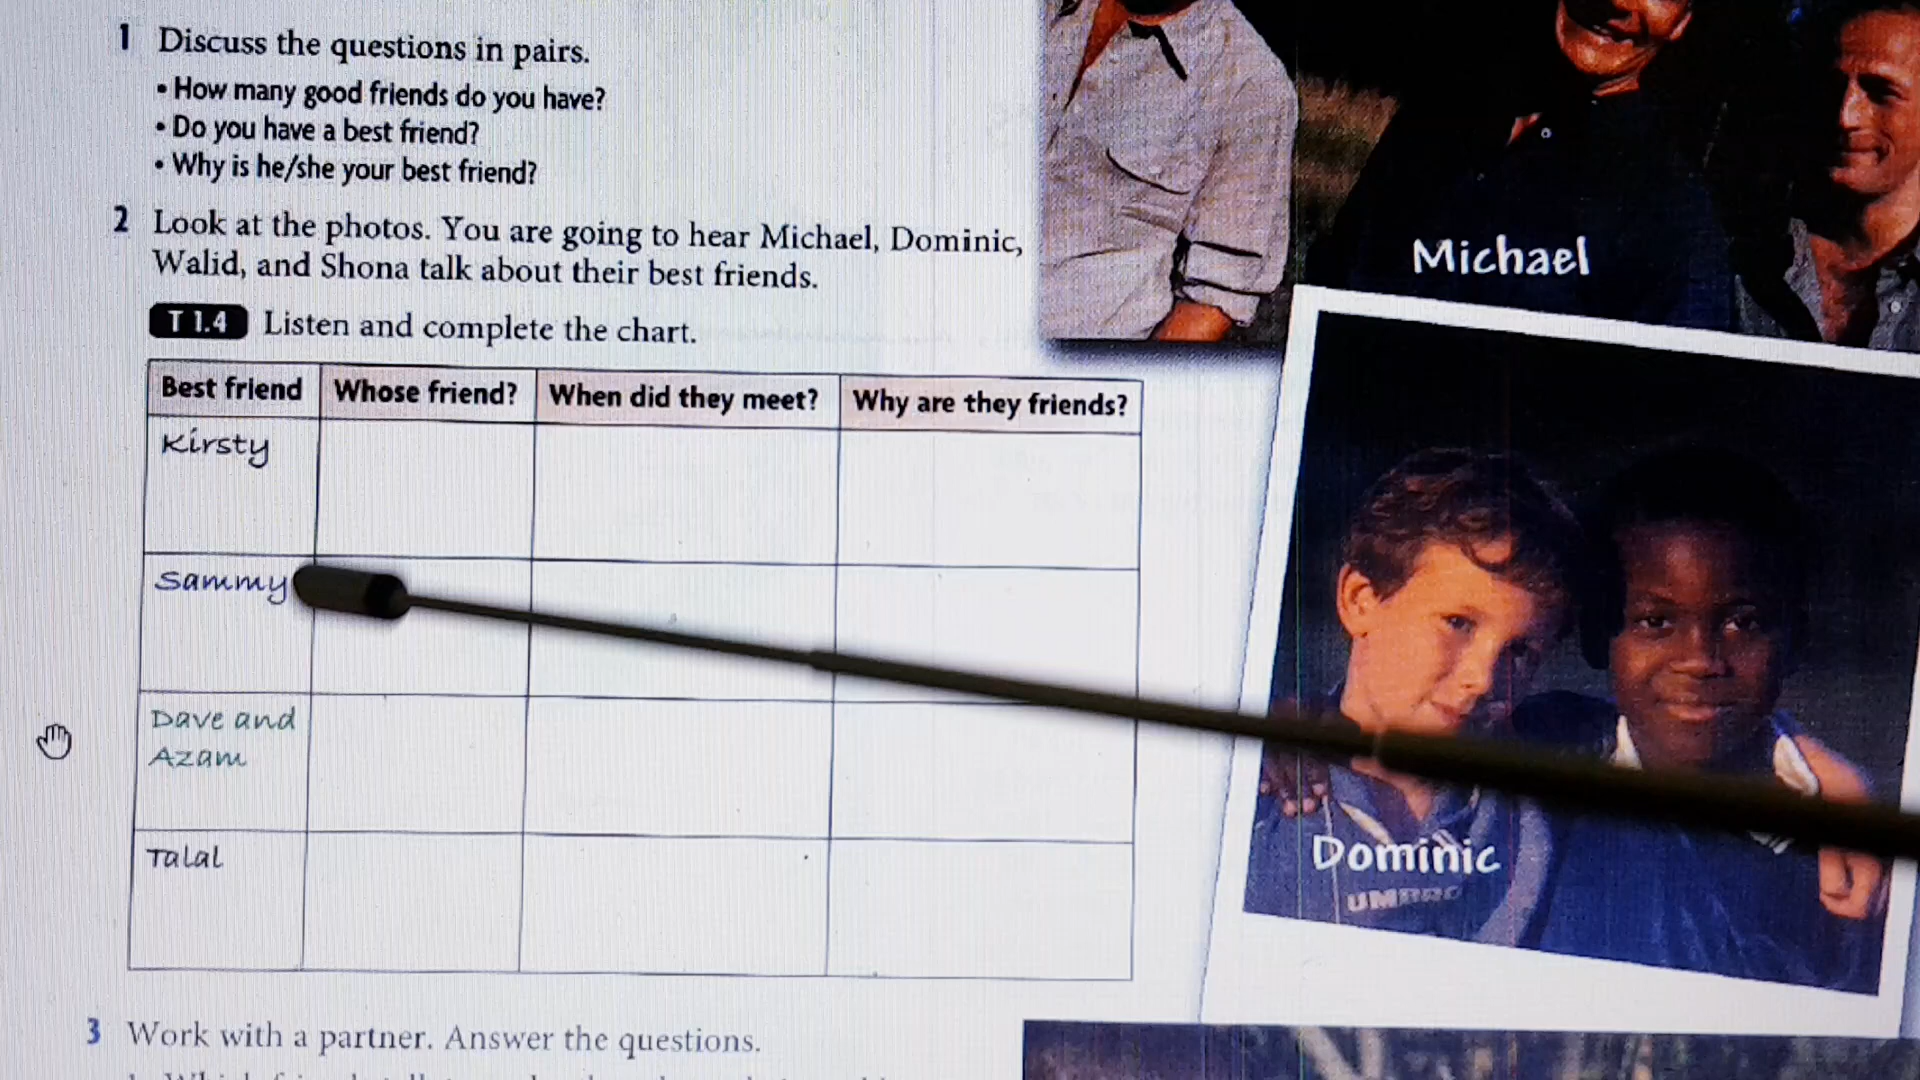 1 Discuss the questions in pairs.
• How many good friends do you have?
• Do you have a best friend?
• Why is he/she your best friend?
2 Look at the photos. You are going to hear Michael, Dominic,
Walid, and Shona talk about their best friends.
T 1.4 Listen and complete the chart.
Best friend Whose friend? When did they meet? Why are they friends?
Kirsty
Sammy
Dave and
Azam
Talal
3 Work with a partner. Answer the questions.
Michael
Dominic
UMBRO